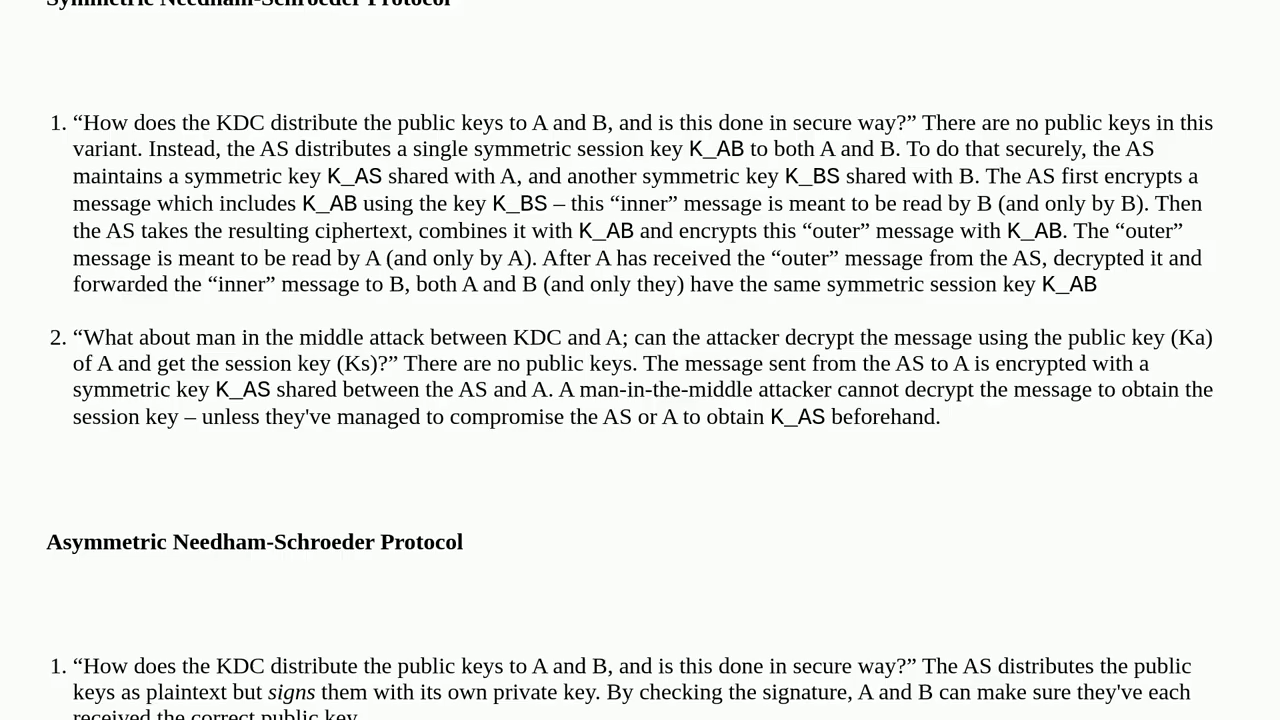 Symmetric Needham-Schroeder Protocol
1. “How does the KDC distribute the public keys to A and B, and is this done in secure way?” There are no public keys in this
variant. Instead, the AS distributes a single symmetric session key K_AB to both A and B. To do that securely, the AS
maintains a symmetric key K_AS shared with A, and another symmetric key K_BS shared with B. The AS first encrypts a
message which includes K_AB using the key K_BS – this “inner” message is meant to be read by B (and only by B). Then
the AS takes the resulting ciphertext, combines it with K_AB and encrypts this “outer” message with K_AB. The “outer”
message is meant to be read by A (and only by A). After A has received the “outer” message from the AS, decrypted it and
forwarded the “inner” message to B, both A and B (and only they) have the same symmetric session key K_AB
2. “What about man in the middle attack between KDC and A; can the attacker decrypt the message using the public key (Ka)
of A and get the session key (Ks)?” There are no public keys. The message sent from the AS to A is encrypted with a
symmetric key K_AS shared between the AS and A. A man-in-the-middle attacker cannot decrypt the message to obtain the
session key – unless they've managed to compromise the AS or A to obtain K_AS beforehand.
Asymmetric Needham-Schroeder Protocol
1. “How does the KDC distribute the public keys to A and B, and is this done in secure way?” The AS distributes the public
keys as plaintext but signs them with its own private key. By checking the signature, A and B can make sure they've each
received the correct public key.